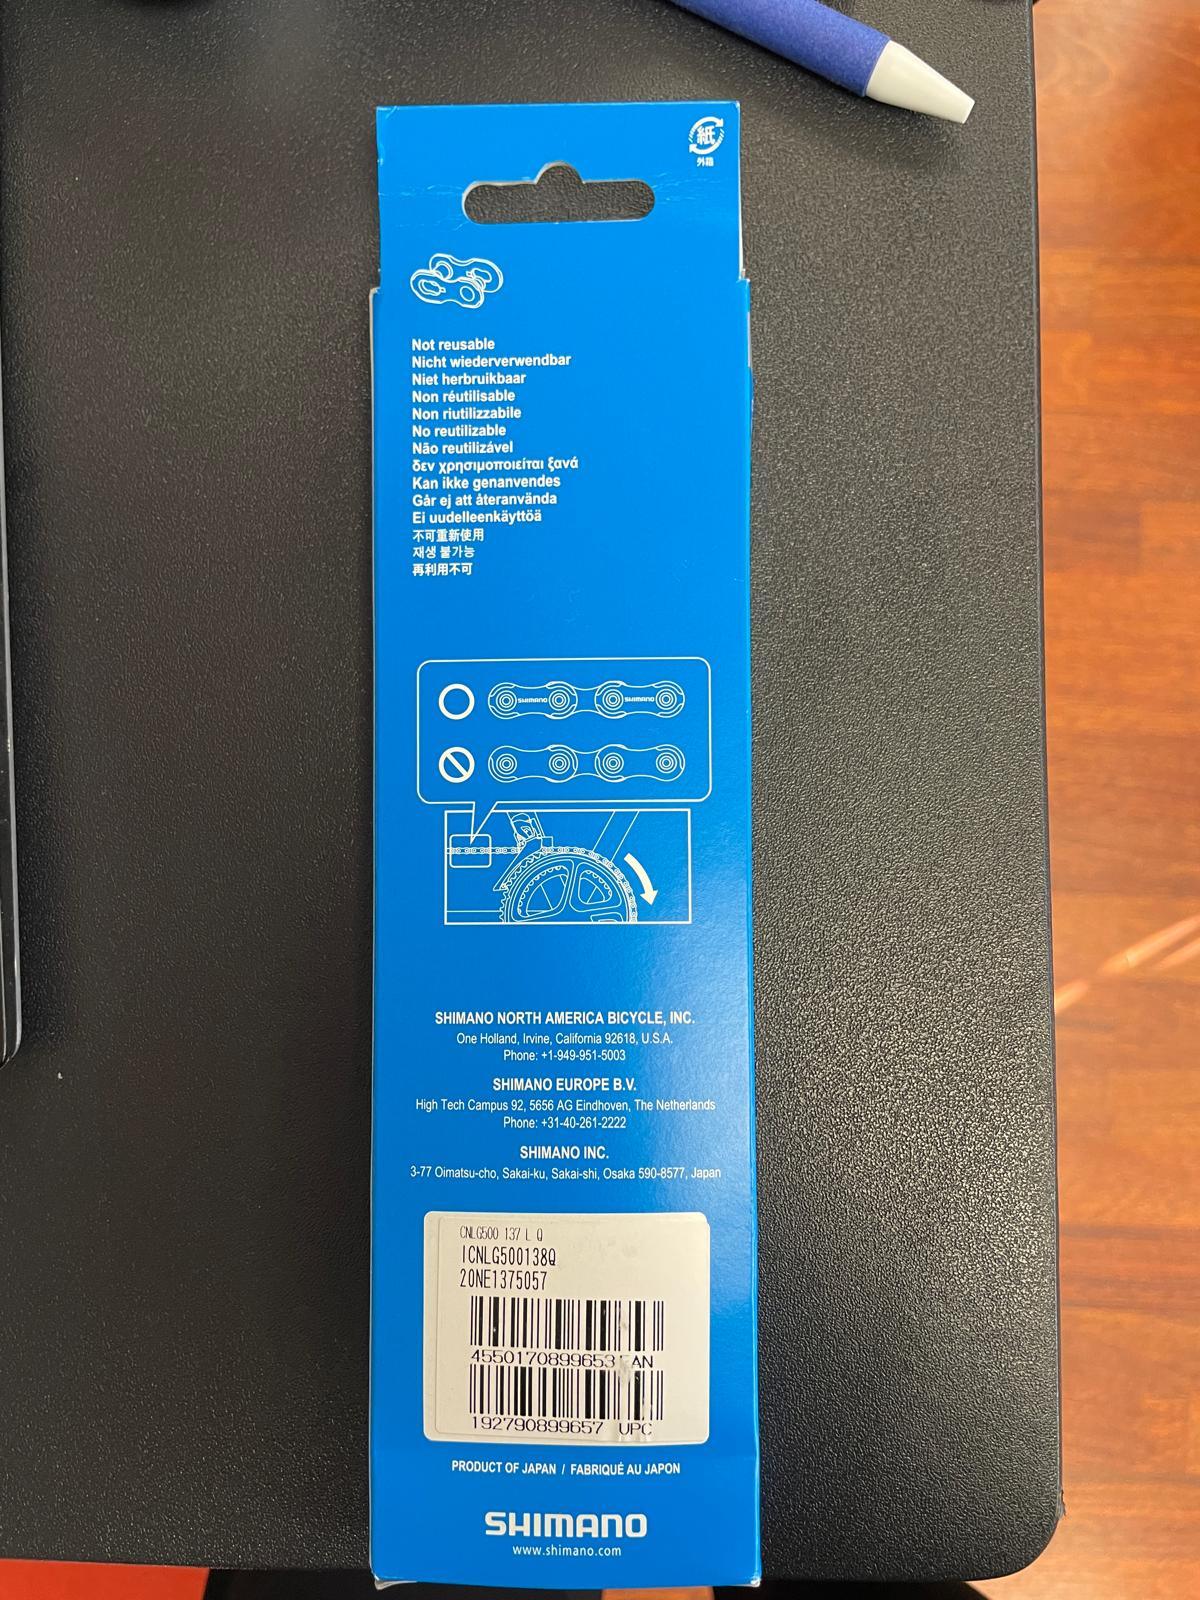 紙
外箱
Not reusable
Nicht wiederverwendbar
Niet herbruikbaar
Non réutilisable
Non riutilizzabile
No reutilizable
Não reutilizável
δεν χρησιμοποιείται ξανά
Kan ikke genanvendes
Går ej att återanvända
Ei uudelleenkäyttöä
不可重新使用
재생 불가능
再利用不可
SHIMANO SHIMANO
SHIMANO NORTH AMERICA BICYCLE, INC.
One Holland, Irvine, California 92618, U.S.A.
Phone: +1-949-951-5003
SHIMANO EUROPE B.V.
High Tech Campus 92, 5656 AG Eindhoven, The Netherlands
Phone: +31-40-261-2222
SHIMANO INC.
3-77 Oimatsu-cho, Sakai-ku, Sakai-shi, Osaka 590-8577, Japan
CNLG500 137 L Q
ICNLG500138Q
20NE1375057
4550170899653 EAN
192790899657 UPC
PRODUCT OF JAPAN / FABRIQUÉ AU JAPON
SHIMANO
www.shimano.com